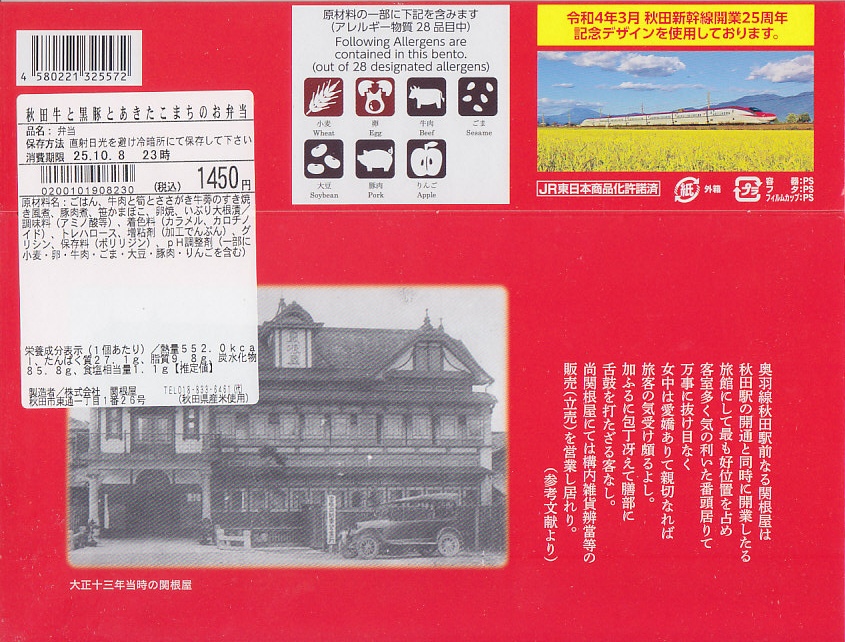 4 580221 325572
秋田牛と黒豚とあきたこまちのお弁当
品名: 弁当
保存方法 直射日光を避け冷暗所にて保存して下さい
消費期限 25.10.8 23時
0200101908230
(税込) 1450円
原材料名:ごはん、牛肉と筍とささがき牛蒡のすき焼
き風煮、豚肉煮、笹かまぼこ、卵焼、いぶり大根漬/
調味料(アミノ酸等)、着色料(カラメル、カロチノ
イド)、トレハロース、増粘剤(加工でんぷん)、グ
リシン、保存料(ポリリジン)、pH調整剤(一部に
小麦・卵・牛肉・ごま・大豆・豚肉・りんごを含む)
栄養成分表示(1個あたり)/熱量552.0kca
l、たんぱく質27.1g、脂質9.8g、炭水化物
85.8g、食塩相当量1.1g【推定値】
製造者/株式会社 関根屋
秋田市東通一丁目1番26号
TEL018-833-6461㈹
(秋田県産米使用)
原材料の一部に下記を含みます
(アレルギー物質28品目中)
Following Allergens are
contained in this bento.
(out of 28 designated allergens)
小麦 卵 牛肉 ごま
Wheat Egg Beef Sesame
大豆 豚肉 りんご
Soybean Pork Apple
令和4年3月 秋田新幹線開業25周年
記念デザインを使用しております。
JR東日本商品化許諾済
紙 外箱
プラ
容器:PS
フタ:PS
フィルムカップ:PS
奥羽線秋田駅前なる関根屋は
秋田駅の開通と同時に開業したる
旅館にして最も好位置を占め
客室多く気の利いた番頭居りて
万事に抜け目なく
女中は愛嬌ありて親切なれば
旅客の気受け頗るよし。
加ふるに包丁冴えて膳部に
舌鼓を打たざる客なし。
尚関根屋にては構内雑貨辨當等の
販売(立売)を営業し居れり。
(参考文献より)
大正十三年当時の関根屋